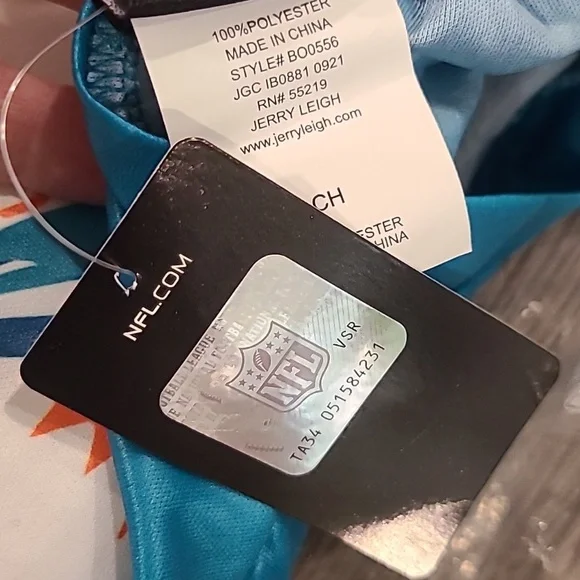 100%POLYESTER
MADE IN CHINA
STYLE# BO0556
JGC IB0881 0921
RN# 55219
JERRY LEIGH
www.jerryleigh.com
CH
ESTER
HINA
NFL.COM
NFL
VSR
TA34 051584231